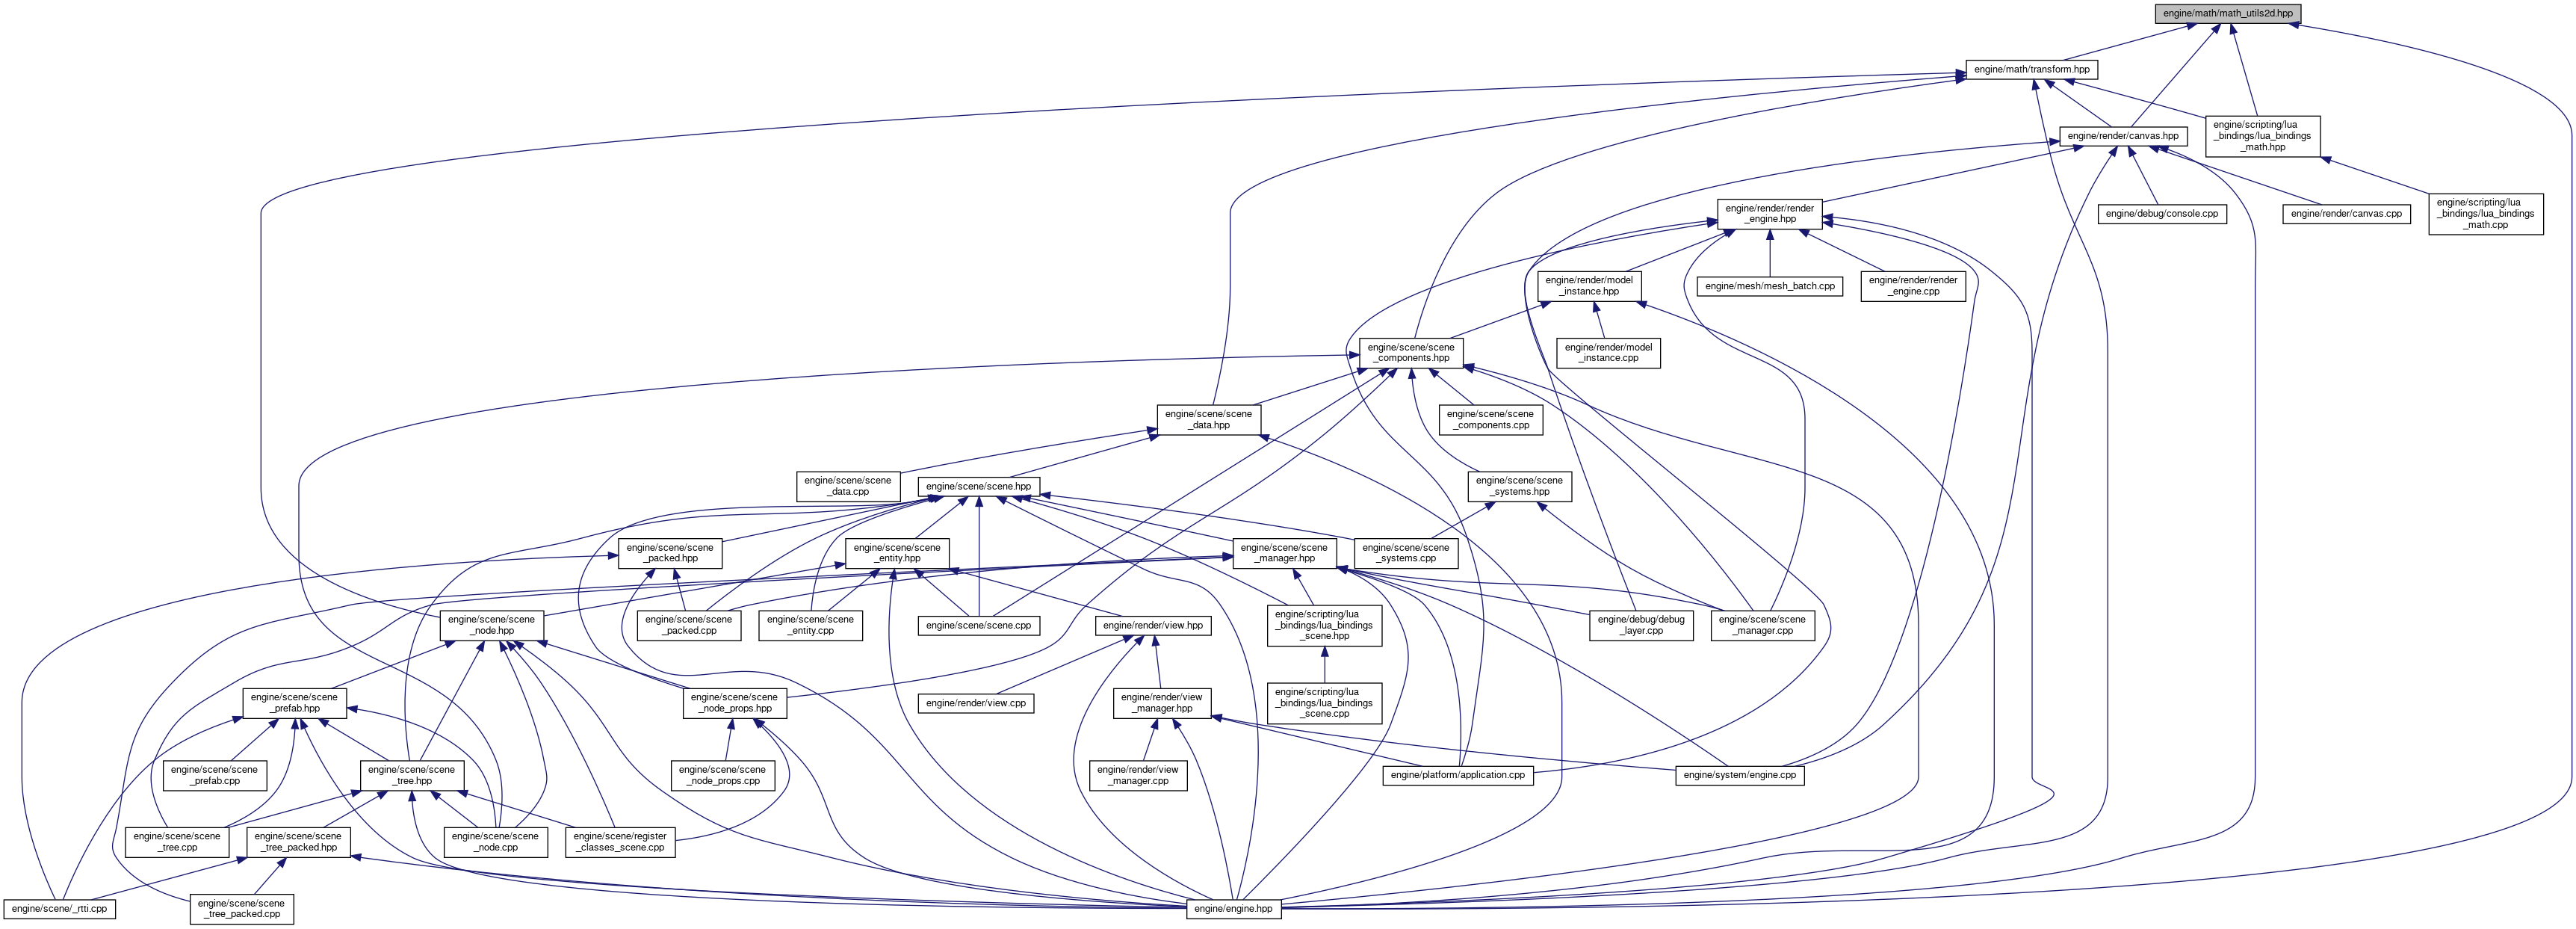 engine/math/math_utils2d.hpp
engine/math/transform.hpp
engine/scripting/lua
_bindings/lua_bindings
_math.hpp
engine/render/canvas.hpp
engine/render/render
_engine.hpp
engine/debug/console.cpp
engine/render/canvas.cpp
engine/scripting/lua
_bindings/lua_bindings
_math.cpp
engine/render/model
_instance.hpp
engine/mesh/mesh_batch.cpp
engine/render/render
_engine.cpp
engine/scene/scene
_components.hpp
engine/render/model
_instance.cpp
engine/scene/scene
_data.hpp
engine/scene/scene
_components.cpp
engine/scene/scene
_data.cpp
engine/scene/scene.hpp
engine/scene/scene
_systems.hpp
engine/scene/scene
_packed.hpp
engine/scene/scene
_entity.hpp
engine/scene/scene
_manager.hpp
engine/scene/scene
_systems.cpp
engine/scene/scene
_node.hpp
engine/scene/scene
_packed.cpp
engine/scene/scene
_entity.cpp
engine/scene/scene.cpp
engine/render/view.hpp
engine/scripting/lua
_bindings/lua_bindings
_scene.hpp
engine/debug/debug
_layer.cpp
engine/scene/scene
_manager.cpp
engine/scene/scene
_prefab.hpp
engine/scene/scene
_node_props.hpp
engine/render/view.cpp
engine/render/view
_manager.hpp
engine/scripting/lua
_bindings/lua_bindings
_scene.cpp
engine/scene/scene
_prefab.cpp
engine/scene/scene
_tree.hpp
engine/scene/scene
_node_props.cpp
engine/render/view
_manager.cpp
engine/platform/application.cpp
engine/system/engine.cpp
engine/scene/scene
_tree.cpp
engine/scene/scene
_tree_packed.hpp
engine/scene/scene
_node.cpp
engine/scene/register
_classes_scene.cpp
engine/scene/_rtti.cpp
engine/scene/scene
_tree_packed.cpp
engine/engine.hpp